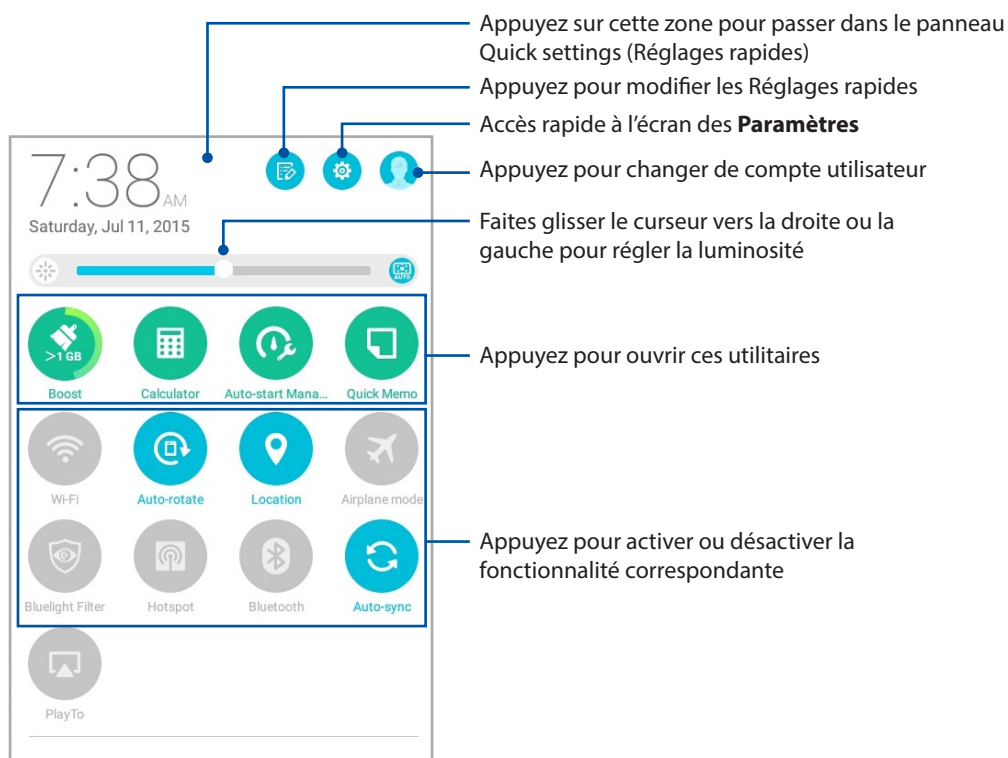 Appuyez sur cette zone pour passer dans le panneau
Quick settings (Réglages rapides)
Appuyez pour modifier les Réglages rapides
Accès rapide à l'écran des Paramètres
Appuyez pour changer de compte utilisateur
Faites glisser le curseur vers la droite ou la
gauche pour régler la luminosité
Appuyez pour ouvrir ces utilitaires
Appuyez pour activer ou désactiver la
fonctionnalité correspondante
7:38 AM
Saturday, Jul 11, 2015
AUTO
>1 GB
Boost Calculator Auto-start Mana... Quick Memo
Wi-Fi Auto-rotate Location Airplane mode
Bluelight Filter Hotspot Bluetooth Auto-sync
PlayTo